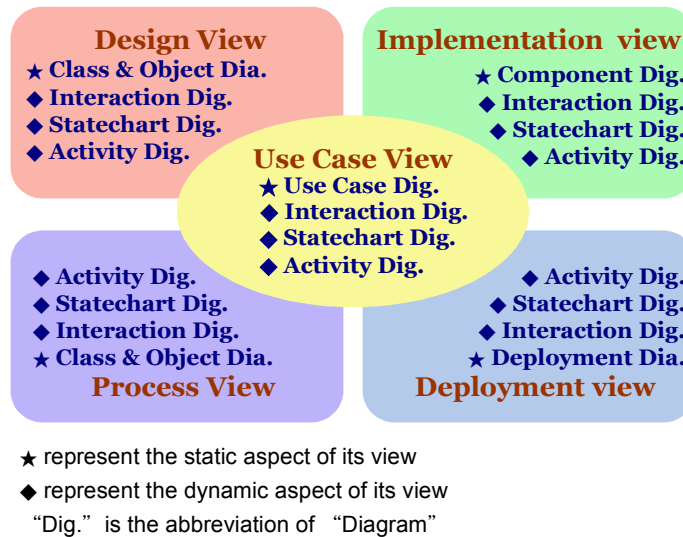 Design View
★ Class & Object Dia.
◆ Interaction Dig.
◆ Statechart Dig.
◆ Activity Dig.
Implementation view
★ Component Dig.
◆ Interaction Dig.
◆ Statechart Dig.
◆ Activity Dig.
Use Case View
★ Use Case Dig.
◆ Interaction Dig.
◆ Statechart Dig.
◆ Activity Dig.
◆ Activity Dig.
◆ Statechart Dig.
◆ Interaction Dig.
★ Class & Object Dia.
Process View
◆ Activity Dig.
◆ Statechart Dig.
◆ Interaction Dig.
★ Deployment Dia.
Deployment view
★ represent the static aspect of its view
◆ represent the dynamic aspect of its view
“Dig.” is the abbreviation of “Diagram”